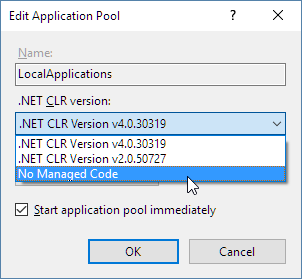 Edit Application Pool
Name:
LocalApplications
.NET CLR version:
.NET CLR Version v4.0.30319
.NET CLR Version v4.0.30319
.NET CLR Version v2.0.50727
No Managed Code
Start application pool immediately
OK
Cancel